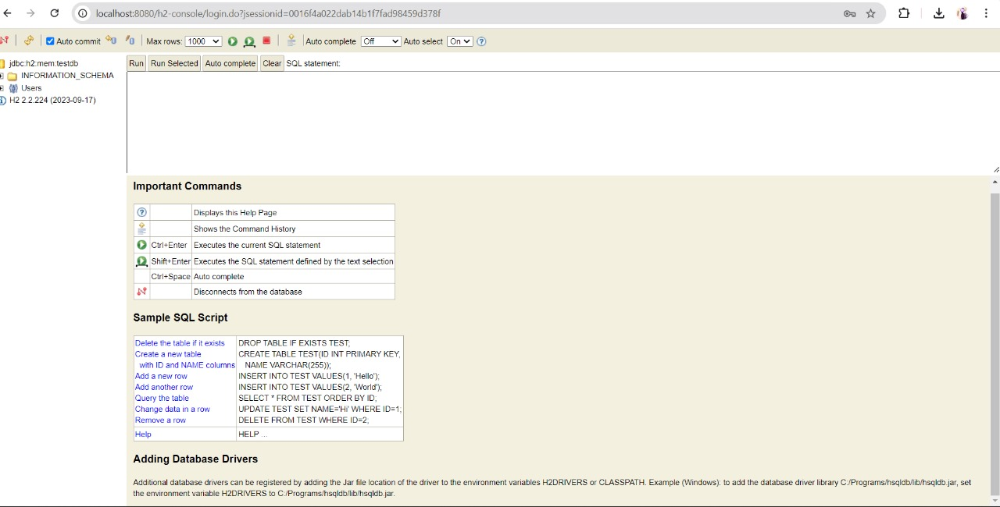 localhost:8080/h2-console/login.do?jsessionid=0016f4a022dab14b1f7fad98459d378f
Auto commit Max rows: 1000 Auto complete Off Auto select On
jdbc:h2:mem:testdb
INFORMATION_SCHEMA
Users
H2 2.2.224 (2023-09-17)
Run Run Selected Auto complete Clear SQL statement:
Important Commands
Displays this Help Page
Shows the Command History
Ctrl+Enter Executes the current SQL statement
Shift+Enter Executes the SQL statement defined by the text selection
Ctrl+Space Auto complete
Disconnects from the database
Sample SQL Script
Delete the table if it exists DROP TABLE IF EXISTS TEST;
Create a new table CREATE TABLE TEST(ID INT PRIMARY KEY,
with ID and NAME columns NAME VARCHAR(255));
Add a new row INSERT INTO TEST VALUES(1, 'Hello');
Add another row INSERT INTO TEST VALUES(2, 'World');
Query the table SELECT * FROM TEST ORDER BY ID;
Change data in a row UPDATE TEST SET NAME='Hi' WHERE ID=1;
Remove a row DELETE FROM TEST WHERE ID=2;
Help HELP ...
Adding Database Drivers
Additional database drivers can be registered by adding the Jar file location of the driver to the environment variables H2DRIVERS or CLASSPATH. Example (Windows): to add the database driver library C:/Programs/hsqldb/lib/hsqldb.jar, set
the environment variable H2DRIVERS to C:/Programs/hsqldb/lib/hsqldb.jar.